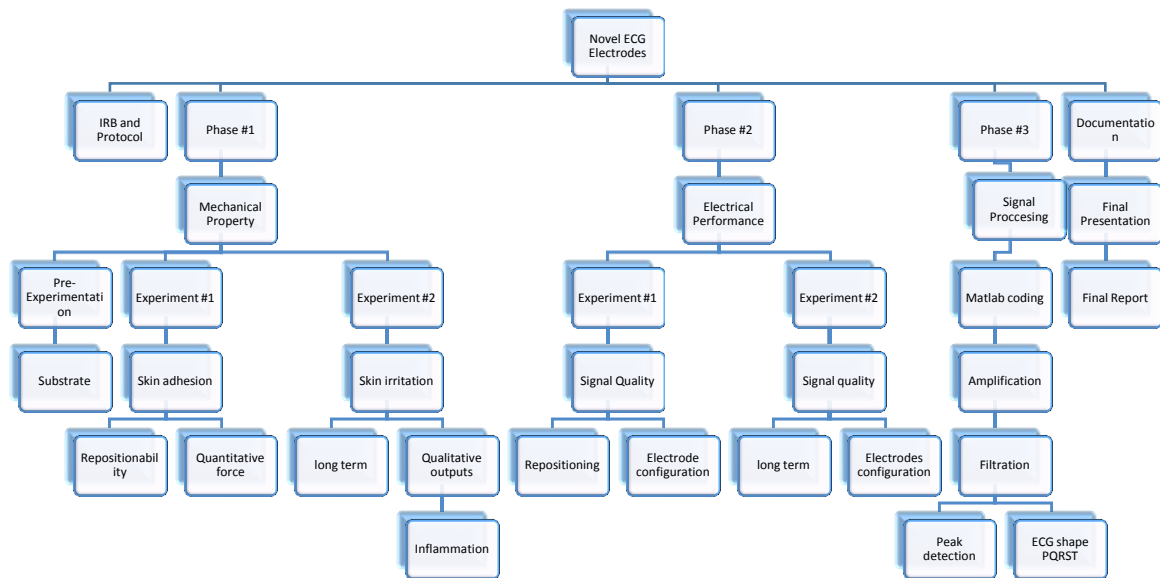 Novel ECG
Electrodes
IRB and
Protocol
Phase #1
Phase #2
Phase #3
Documentatio
n
Mechanical
Property
Electrical
Performance
Signal
Proccesing
Final
Presentation
Pre-
Experimentati
on
Experiment #1
Experiment #2
Experiment #1
Experiment #2
Matlab coding
Final Report
Substrate
Skin adhesion
Skin irritation
Signal Quality
Signal quality
Amplification
Repositionabil
ity
Quantitative
force
long term
Qualitative
outputs
Repositioning
Electrode
configuration
long term
Electrodes
configuration
Filtration
Inflammation
Peak
detection
ECG shape
PQRST